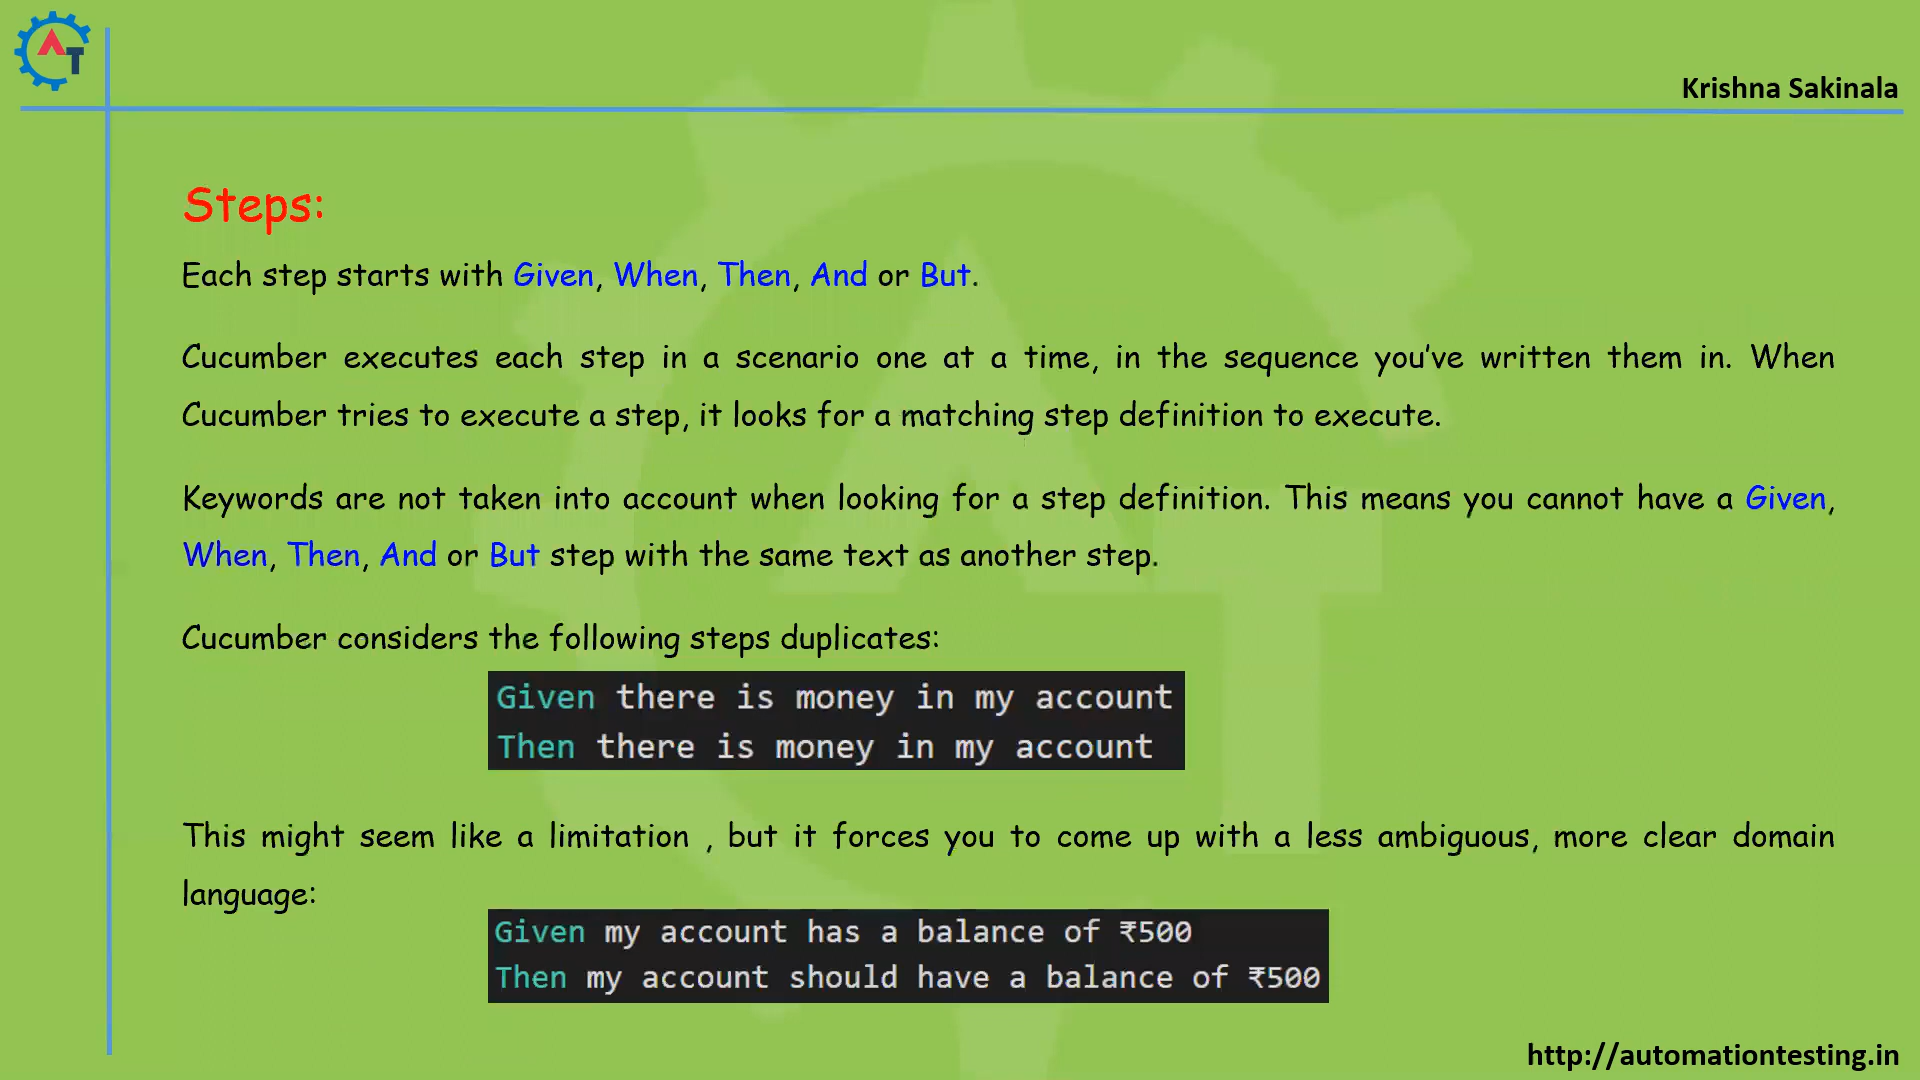 AT
Krishna Sakinala
Steps:
Each step starts with Given, When, Then, And or But.
Cucumber executes each step in a scenario one at a time, in the sequence you've written them in. When
Cucumber tries to execute a step, it looks for a matching step definition to execute.
Keywords are not taken into account when looking for a step definition. This means you cannot have a Given,
When, Then, And or But step with the same text as another step.
Cucumber considers the following steps duplicates:
Given there is money in my account
Then there is money in my account
This might seem like a limitation , but it forces you to come up with a less ambiguous, more clear domain
language:
Given my account has a balance of ₹500
Then my account should have a balance of ₹500
http://automationtesting.in